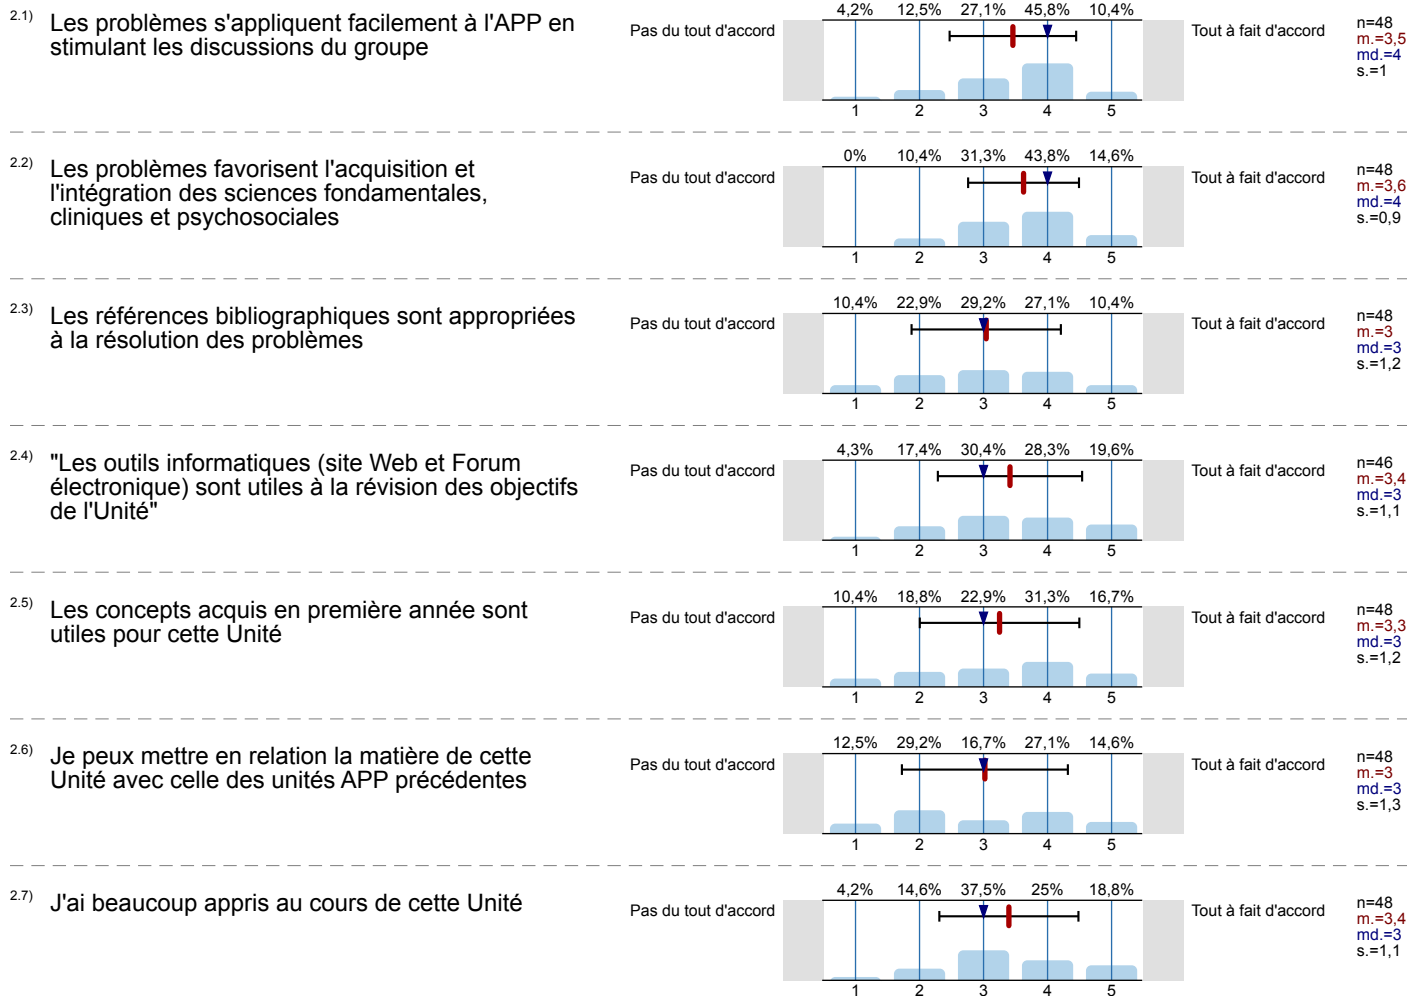 2.1) Les problèmes s'appliquent facilement à l'APP en
stimulant les discussions du groupe
Pas du tout d'accord
4,2% 12,5% 27,1% 45,8% 10,4%
1 2 3 4 5
Tout à fait d'accord
n=48
m.=3,5
md.=4
s.=1
2.2) Les problèmes favorisent l'acquisition et
l'intégration des sciences fondamentales,
cliniques et psychosociales
Pas du tout d'accord
0% 10,4% 31,3% 43,8% 14,6%
1 2 3 4 5
Tout à fait d'accord
n=48
m.=3,6
md.=4
s.=0,9
2.3) Les références bibliographiques sont appropriées
à la résolution des problèmes
Pas du tout d'accord
10,4% 22,9% 29,2% 27,1% 10,4%
1 2 3 4 5
Tout à fait d'accord
n=48
m.=3
md.=3
s.=1,2
2.4) "Les outils informatiques (site Web et Forum
électronique) sont utiles à la révision des objectifs
de l'Unité"
Pas du tout d'accord
4,3% 17,4% 30,4% 28,3% 19,6%
1 2 3 4 5
Tout à fait d'accord
n=46
m.=3,4
md.=3
s.=1,1
2.5) Les concepts acquis en première année sont
utiles pour cette Unité
Pas du tout d'accord
10,4% 18,8% 22,9% 31,3% 16,7%
1 2 3 4 5
Tout à fait d'accord
n=48
m.=3,3
md.=3
s.=1,2
2.6) Je peux mettre en relation la matière de cette
Unité avec celle des unités APP précédentes
Pas du tout d'accord
12,5% 29,2% 16,7% 27,1% 14,6%
1 2 3 4 5
Tout à fait d'accord
n=48
m.=3
md.=3
s.=1,3
2.7) J'ai beaucoup appris au cours de cette Unité
Pas du tout d'accord
4,2% 14,6% 37,5% 25% 18,8%
1 2 3 4 5
Tout à fait d'accord
n=48
m.=3,4
md.=3
s.=1,1